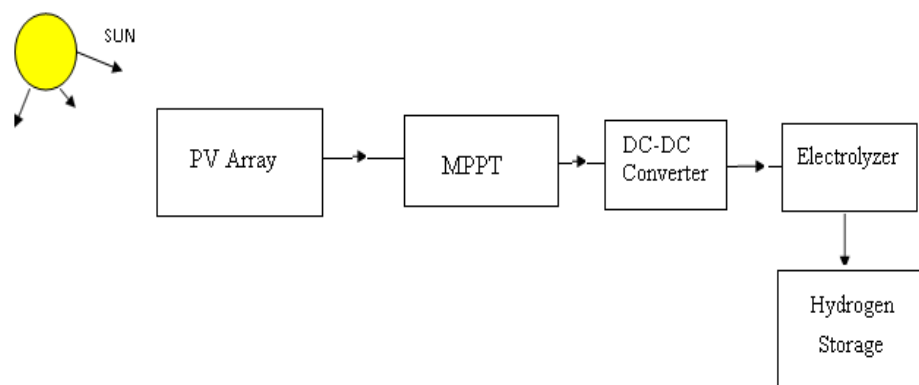 SUN
PV Array
MPPT
DC-DC
Converter
Electrolyzer
Hydrogen
Storage